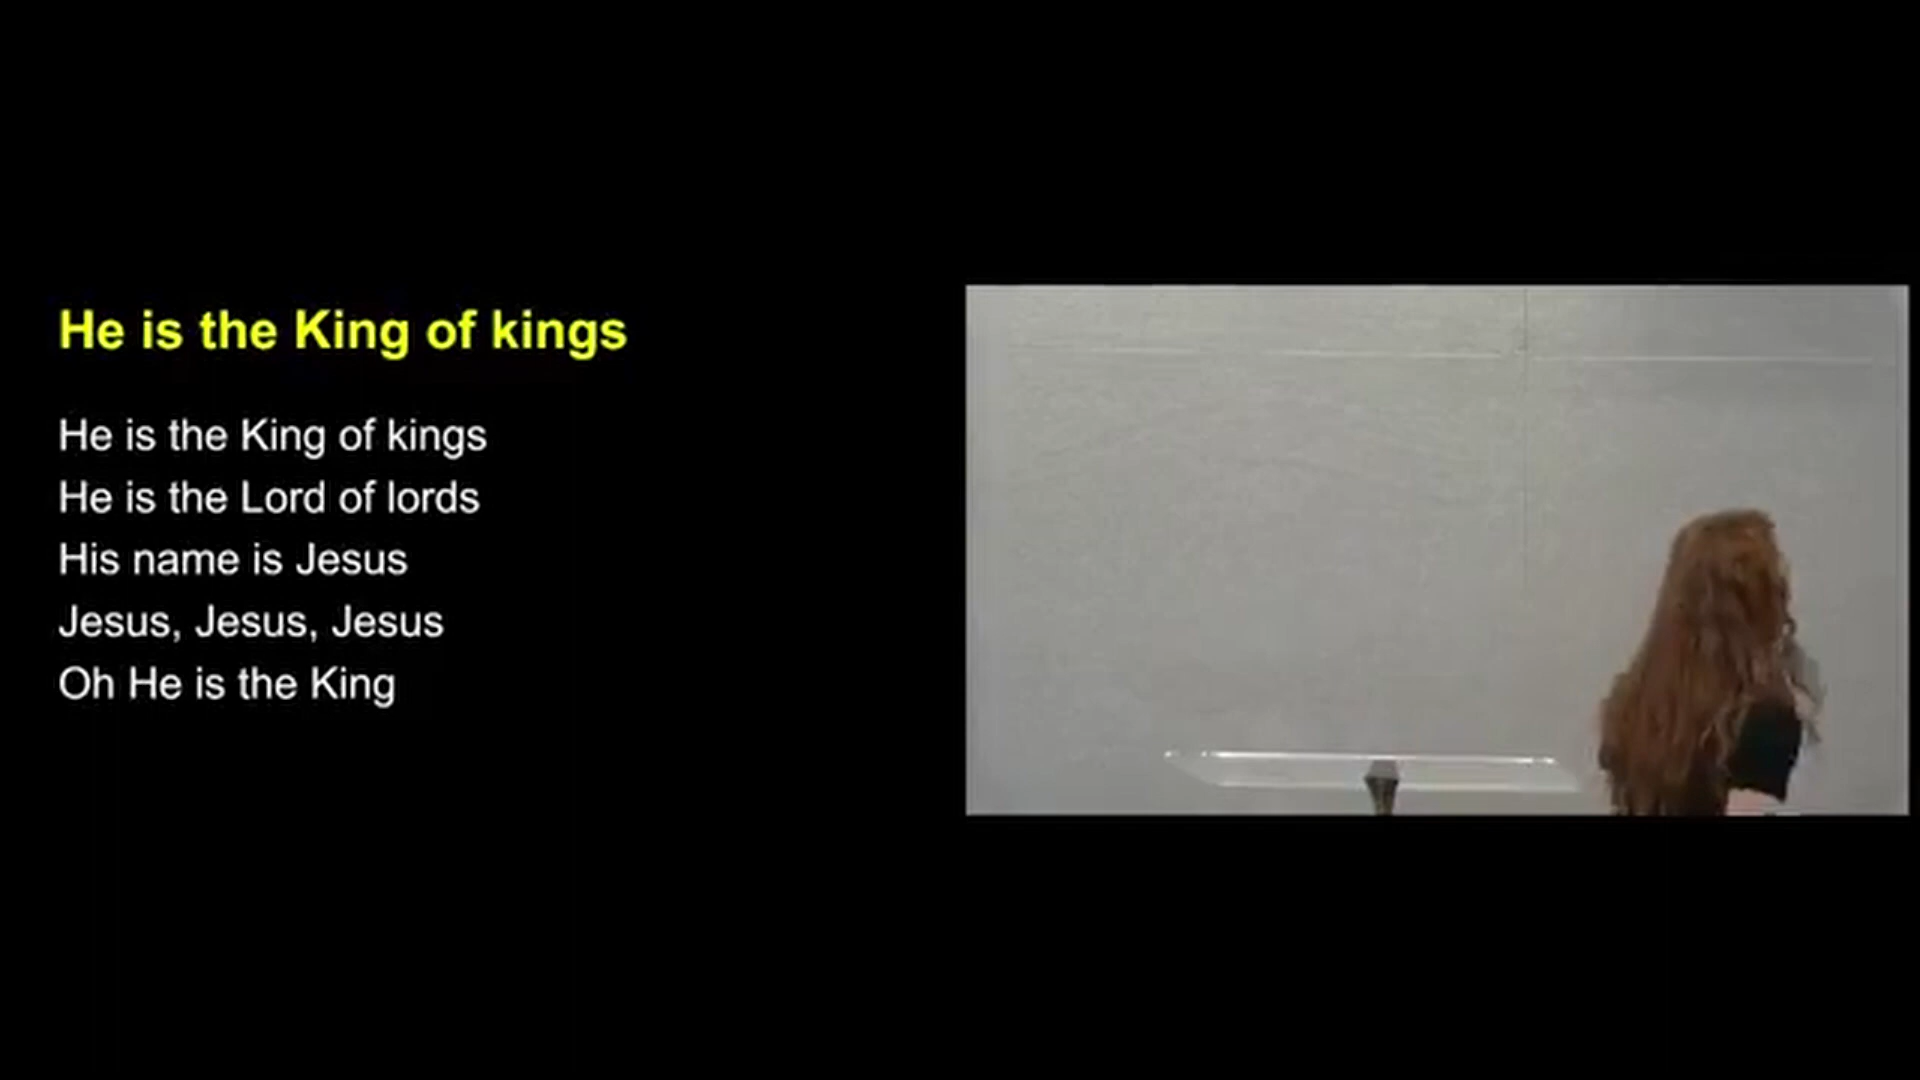 He is the King of kings
He is the King of kings
He is the Lord of lords
His name is Jesus
Jesus, Jesus, Jesus
Oh He is the King